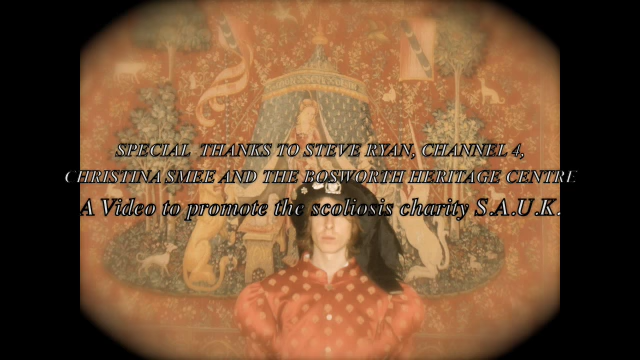 SPECIAL THANKS TO STEVE RYAN, CHANNEL 4,
CHRISTINA SMEE AND THE BOSWORTH HERITAGE CENTRE
A Video to promote the scoliosis charity S.A.U.K.